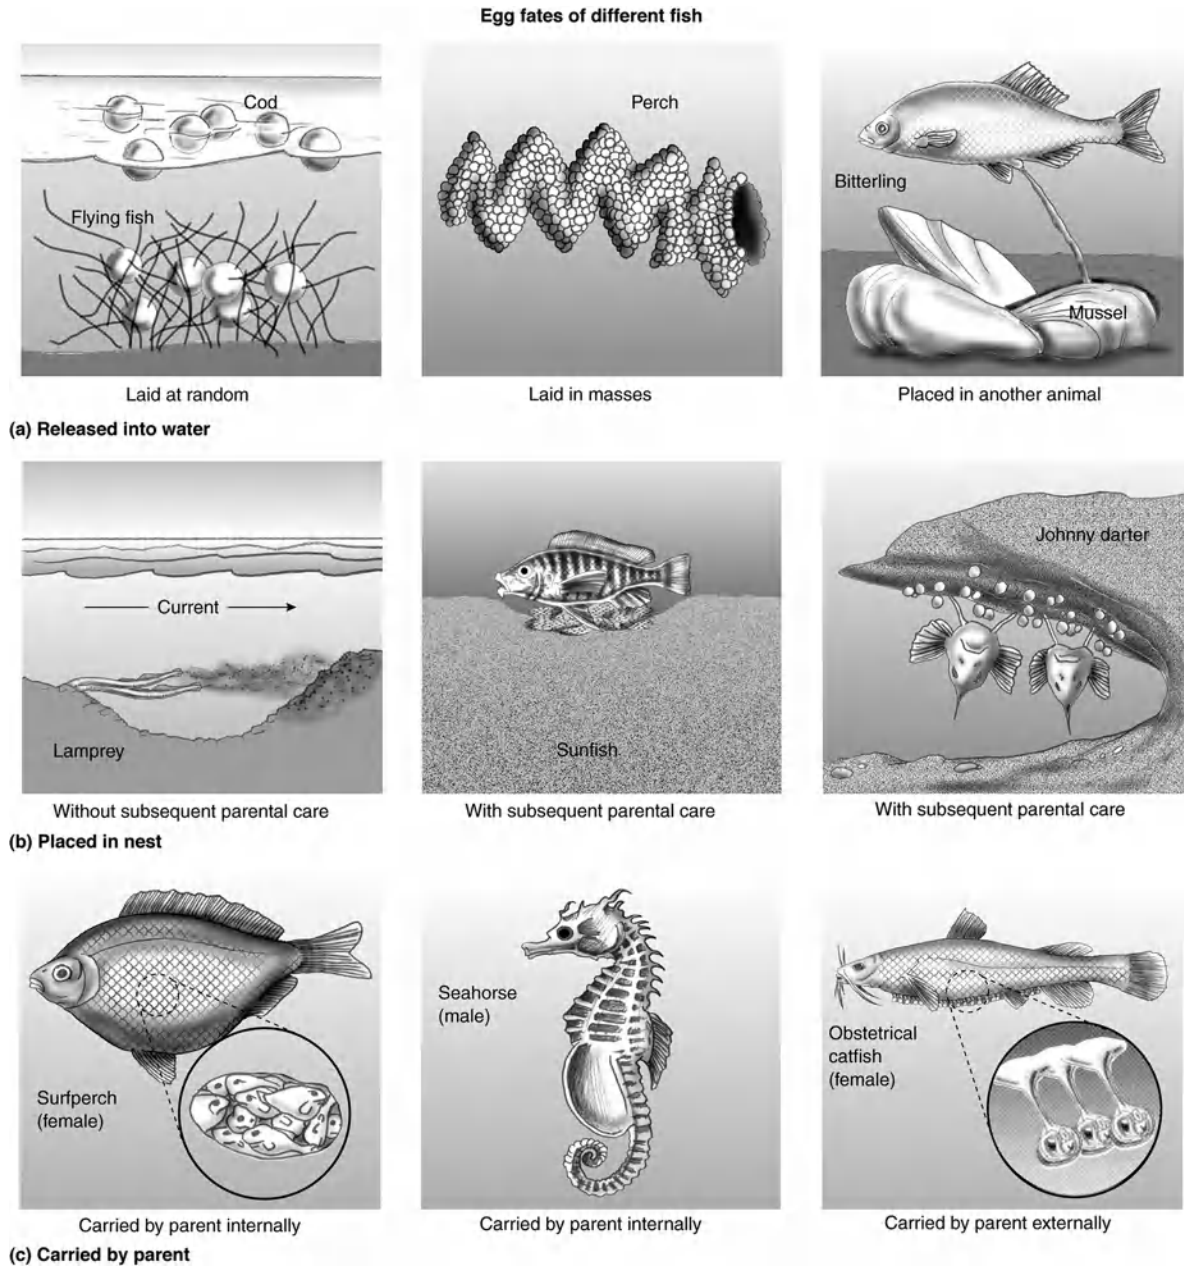 Egg fates of different fish
Cod
Flying fish
Laid at random
Perch
Laid in masses
Bitterling
Mussel
Placed in another animal
(a) Released into water
Current
Lamprey
Without subsequent parental care
Sunfish
With subsequent parental care
Johnny darter
With subsequent parental care
(b) Placed in nest
Surfperch
(female)
Carried by parent internally
Seahorse
(male)
Carried by parent internally
Obstetrical
catfish
(female)
Carried by parent externally
(c) Carried by parent